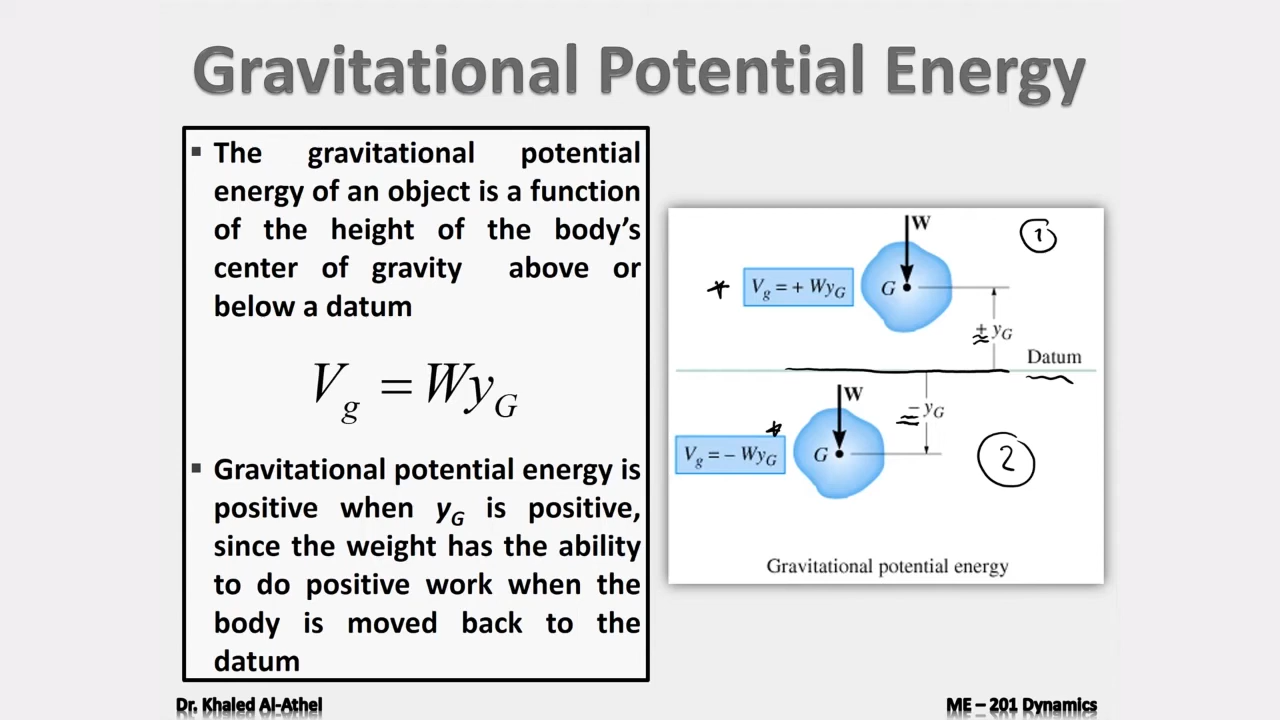 Gravitational Potential Energy
▪ The gravitational potential
energy of an object is a function
of the height of the body’s
center of gravity above or
below a datum
V_g = Wy_G
▪ Gravitational potential energy is
positive when y_G is positive,
since the weight has the ability
to do positive work when the
body is moved back to the
datum
W
1
V_g = + Wy_G
G
+ y_G
Datum
W
− y_G
V_g = − Wy_G
G
2
Gravitational potential energy
Dr. Khaled Al-Athel
ME – 201 Dynamics